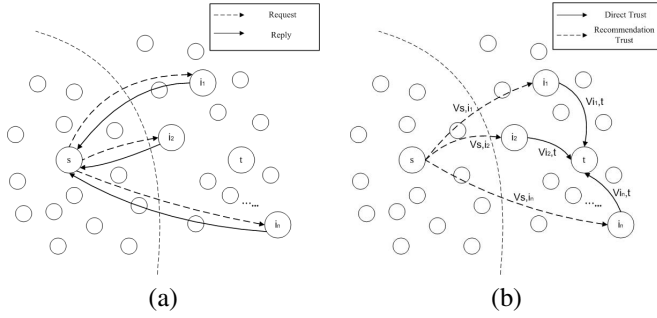 Request
Reply
i1
i2
s
t
......
in
(a)
Direct Trust
Recommendation
Trust
i1
Vs,i1
Vi1,t
i2
Vs,i2
Vi2,t
s
t
Vin,t
Vs,in
......
in
(b)